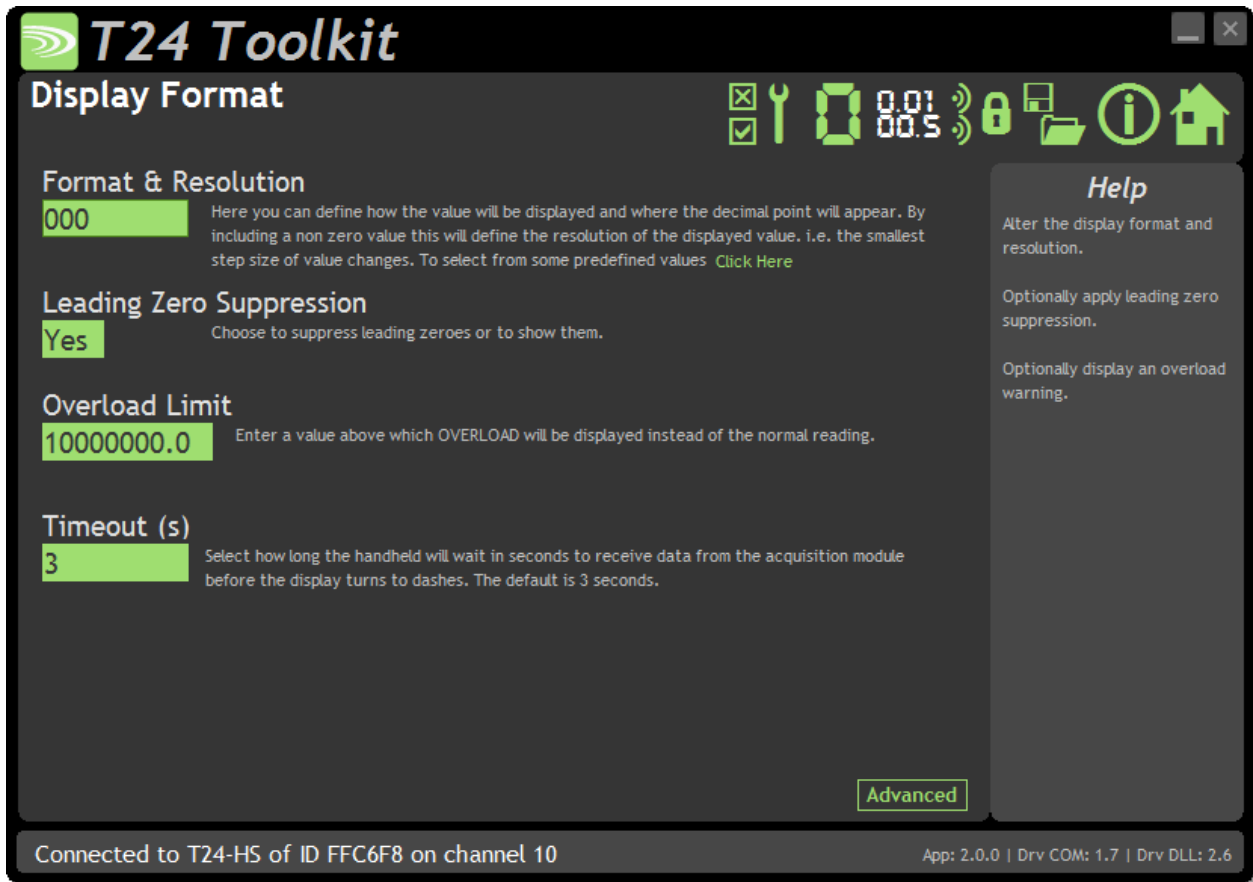 T24 Toolkit
Display Format
0
0.01
00.5
Format & Resolution
000
Here you can define how the value will be displayed and where the decimal point will appear. By
including a non zero value this will define the resolution of the displayed value. i.e. the smallest
step size of value changes. To select from some predefined values Click Here
Leading Zero Suppression
Yes
Choose to suppress leading zeroes or to show them.
Overload Limit
10000000.0
Enter a value above which OVERLOAD will be displayed instead of the normal reading.
Timeout (s)
3
Select how long the handheld will wait in seconds to receive data from the acquisition module
before the display turns to dashes. The default is 3 seconds.
Advanced
Help
Alter the display format and
resolution.
Optionally apply leading zero
suppression.
Optionally display an overload
warning.
Connected to T24-HS of ID FFC6F8 on channel 10
App: 2.0.0 | Drv COM: 1.7 | Drv DLL: 2.6